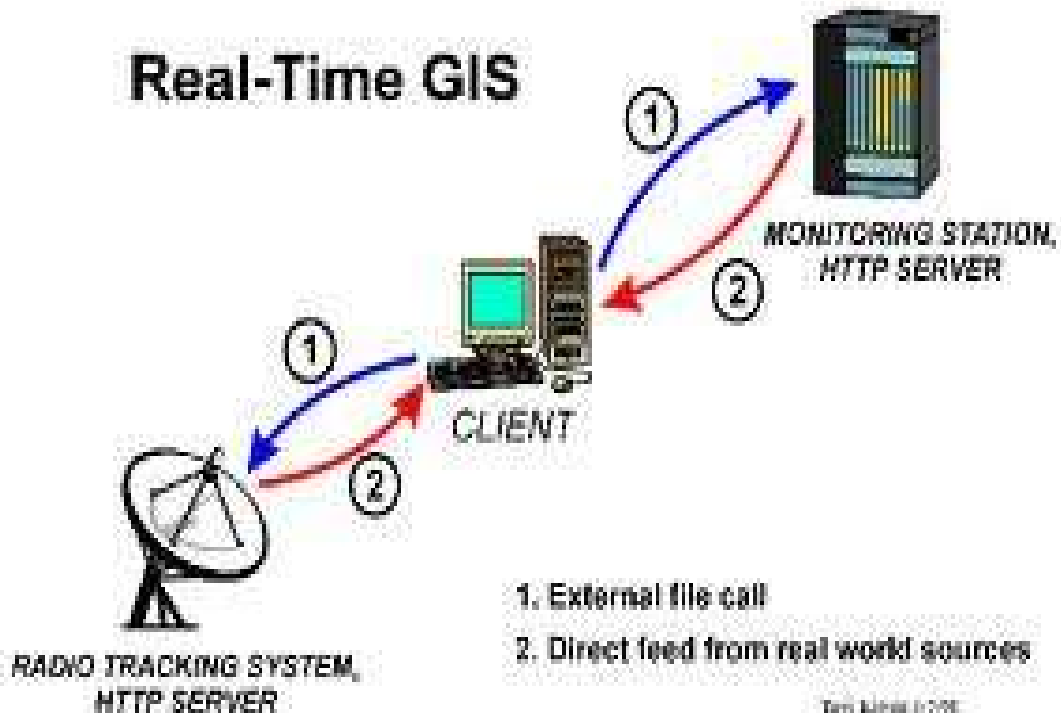 Real-Time GIS
1
MONITORING STATION,
HTTP SERVER
2
1
CLIENT
2
1. External file call
2. Direct feed from real world sources
RADIO TRACKING SYSTEM,
HTTP SERVER